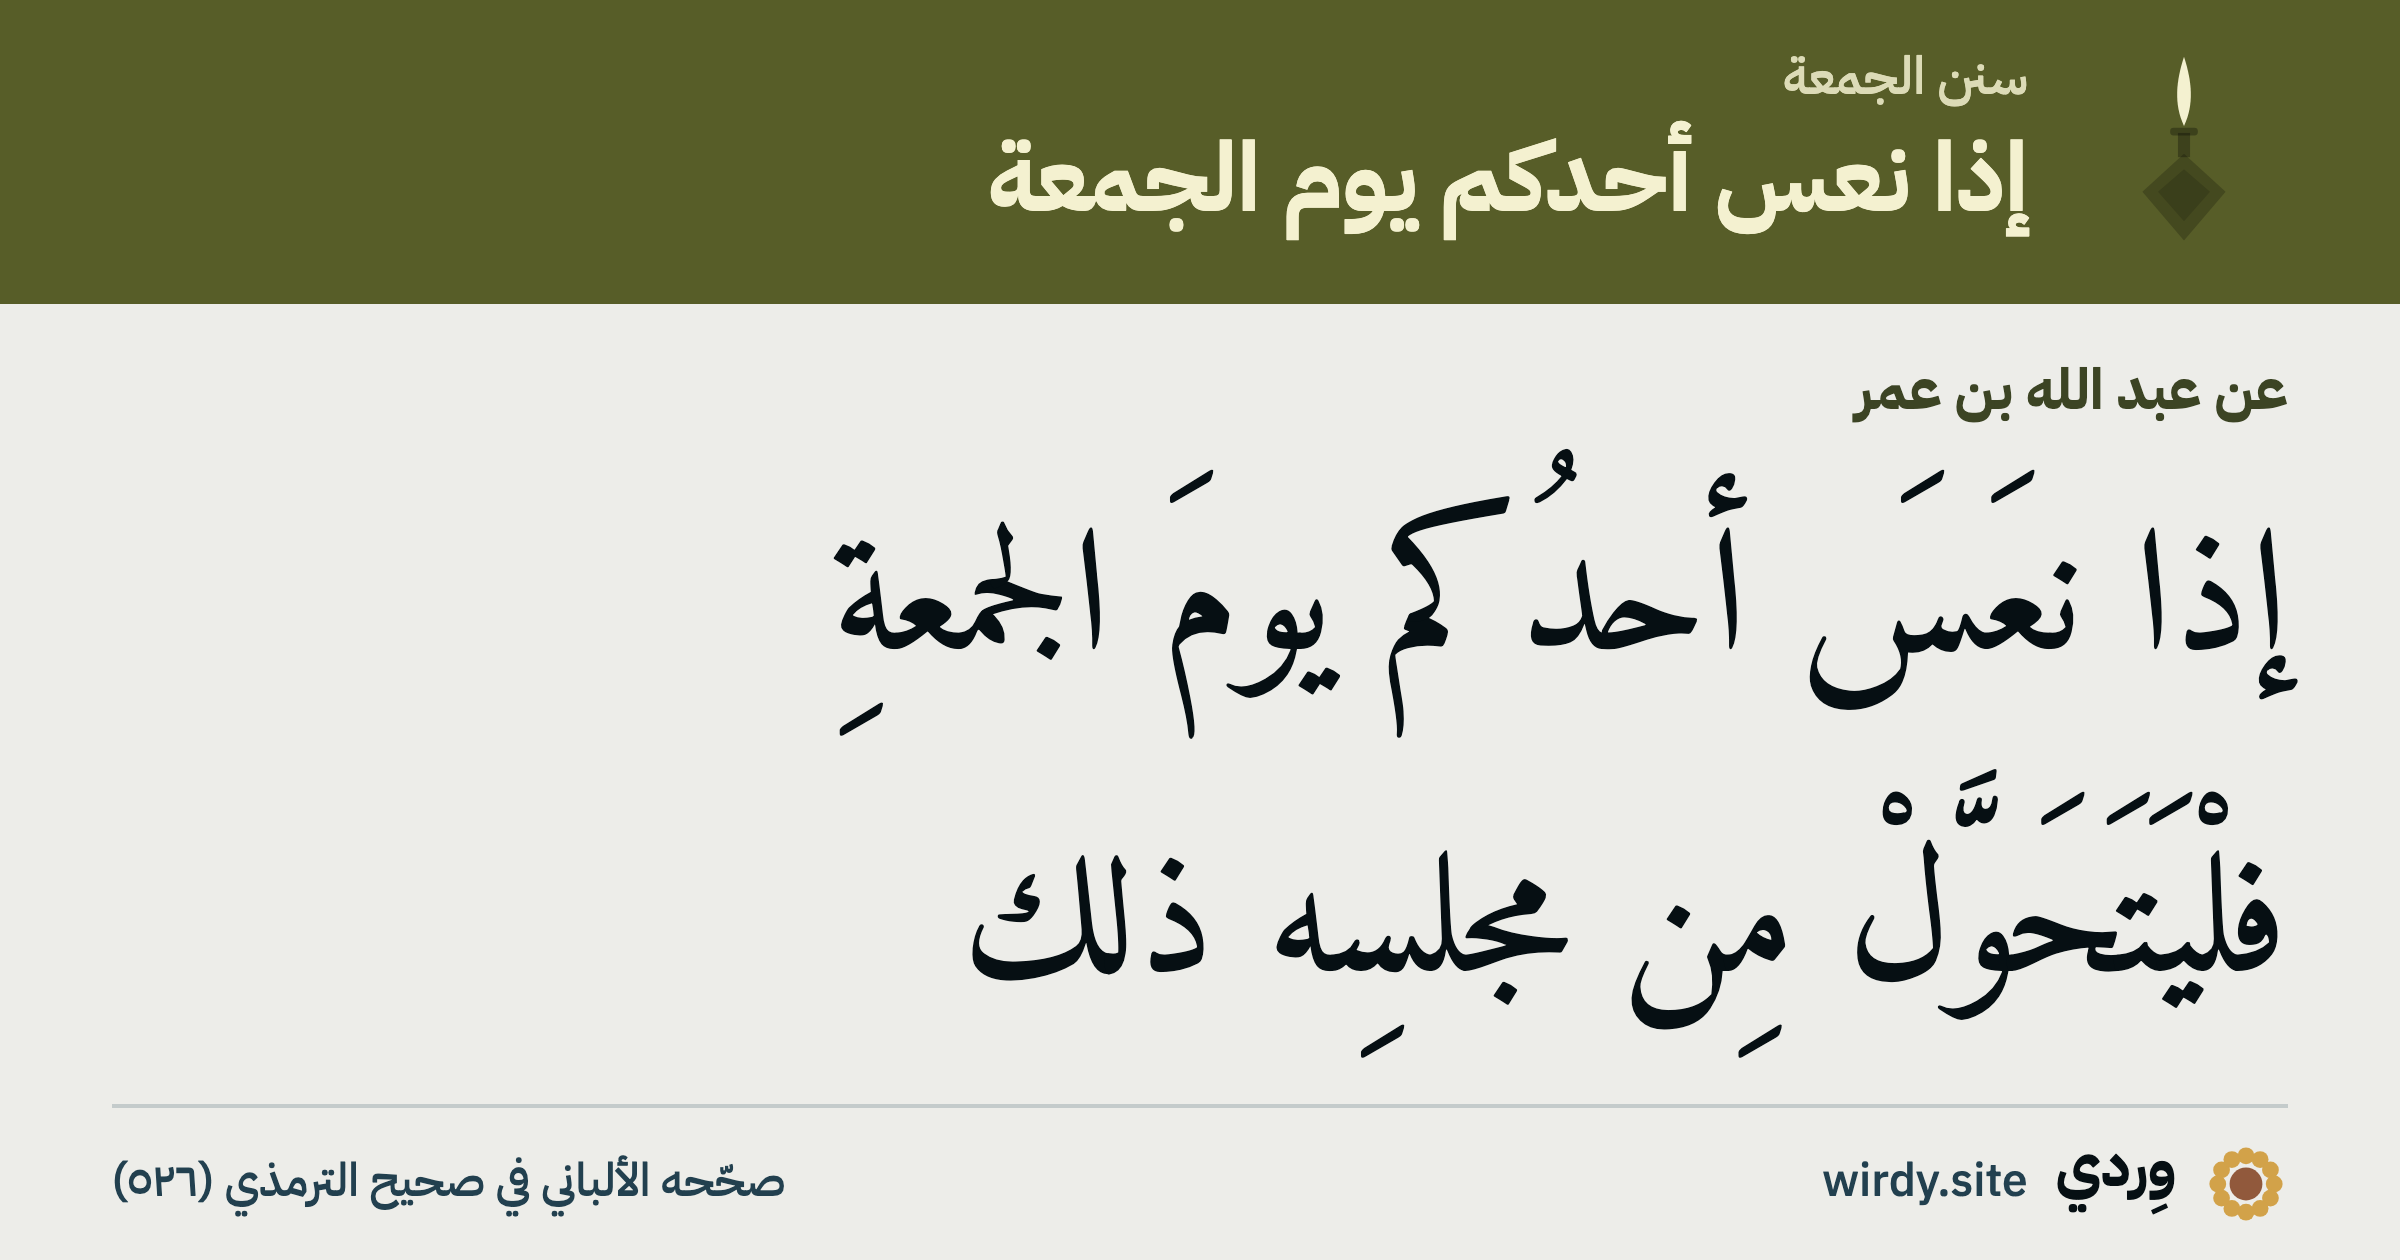 سنن الجمعة
إذا نعس أحدكم يوم الجمعة
عن عبد الله بن عمر
إذا نعَسَ أحدُكم يومَ الجمعةِ
فلْيَتَحَوَّلْ مِن مجلسِه ذلك
وِردي wirdy.site
صحّحه الألباني في صحيح الترمذي (٥٢٦)